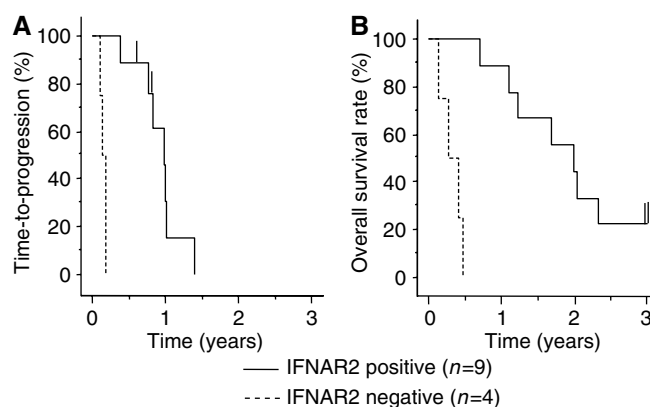 A
Time-to-progression (%)
100
80
60
40
20
0
0 1 2 3
Time (years)
B
Overall survival rate (%)
100
80
60
40
20
0
0 1 2 3
Time (years)
IFNAR2 positive (n=9)
IFNAR2 negative (n=4)